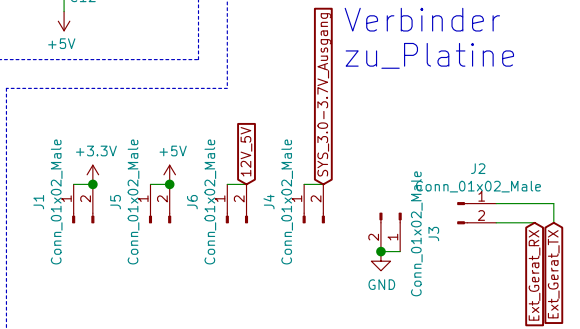 +5V
Verbinder
zu_Platine
SYS_3.0-3.7V_Ausgang
12V_5V
+3.3V
+5V
J1
Conn_01x02_Male
1
2
J5
Conn_01x02_Male
1
2
J6
Conn_01x02_Male
1
2
J4
Conn_01x02_Male
1
2
GND
2
1
J3
Conn_01x02_Male
J2
Conn_01x02_Male
1
2
Ext_Gerat_RX
Ext_Gerat_TX